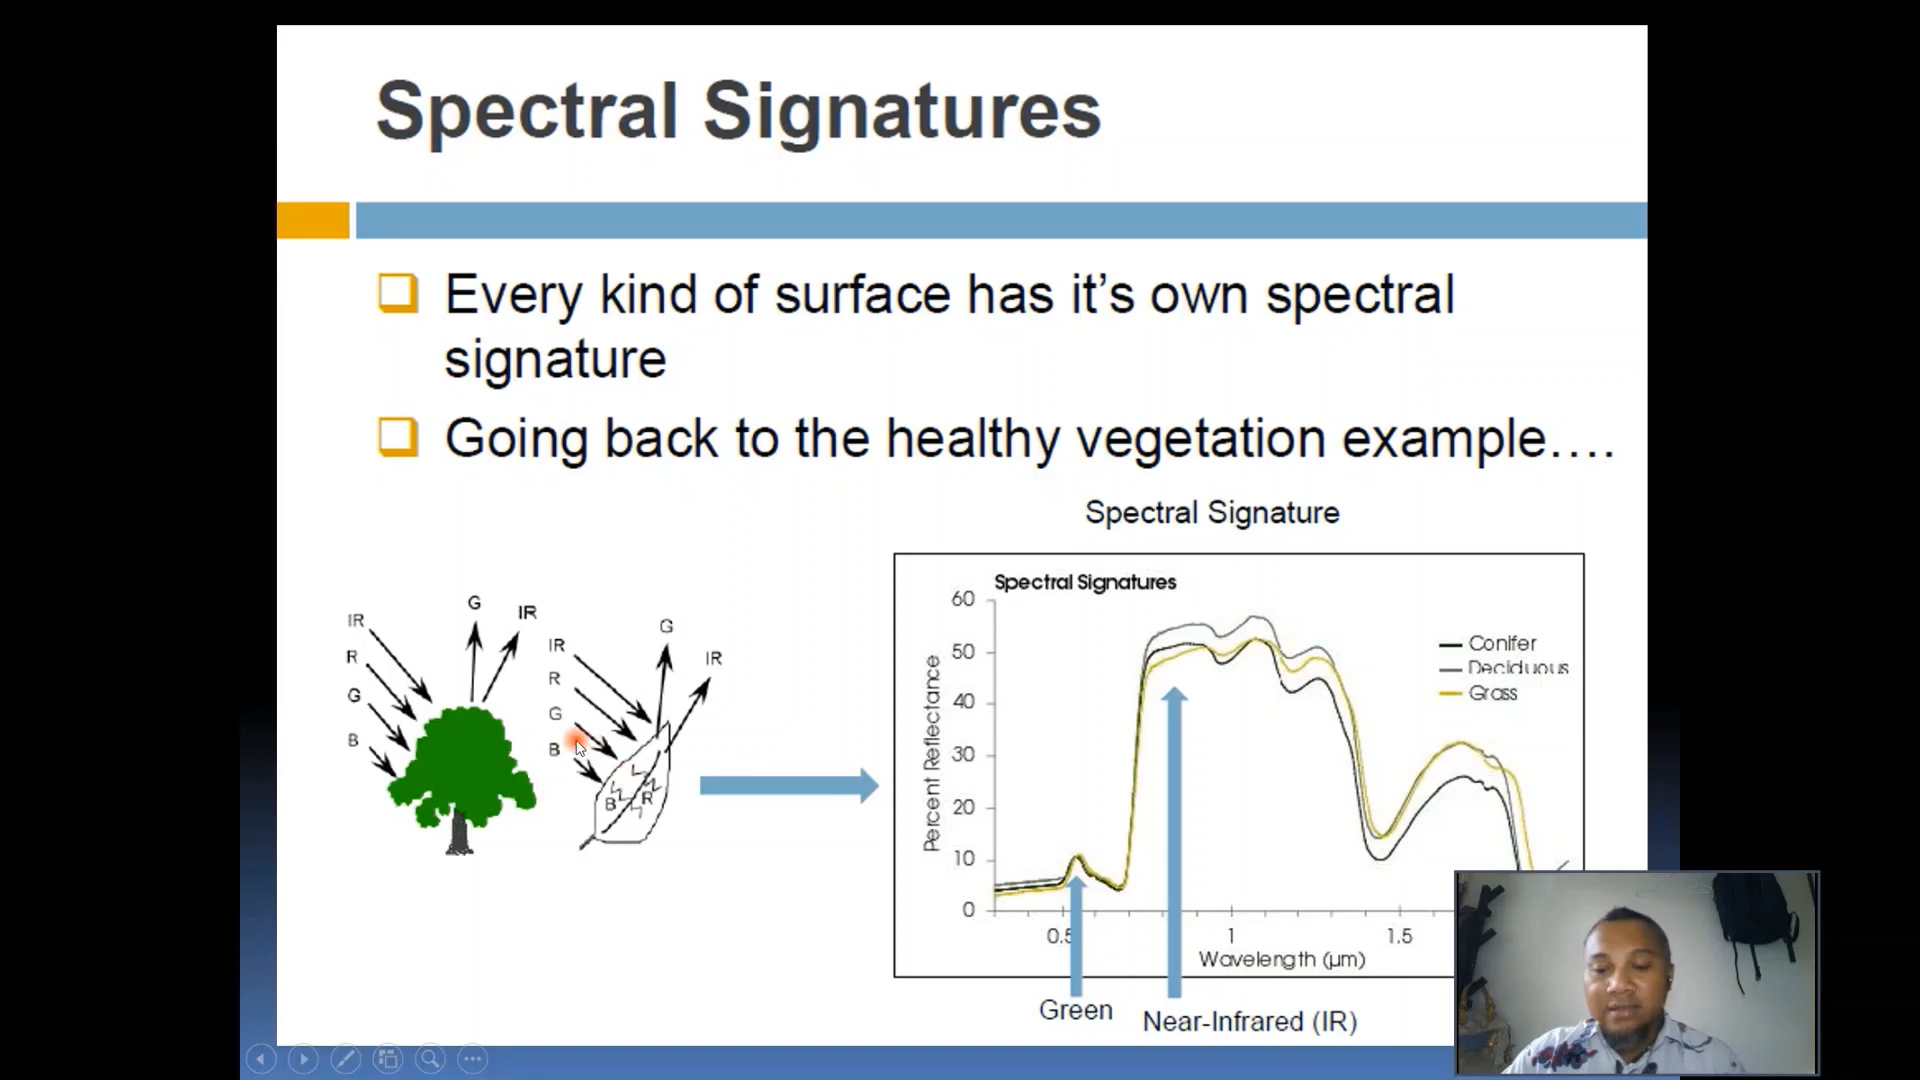 Spectral Signatures
Every kind of surface has it's own spectral
signature
Going back to the healthy vegetation example....
Spectral Signature
IR
R
G
B
G
IR
IR
R
G
B
G
IR
B
R
Spectral Signatures
Percent Reflectance
60
50
40
30
20
10
0
Conifer
Deciduous
Grass
0.5
1
1.5
Wavelength (µm)
Green
Near-Infrared (IR)